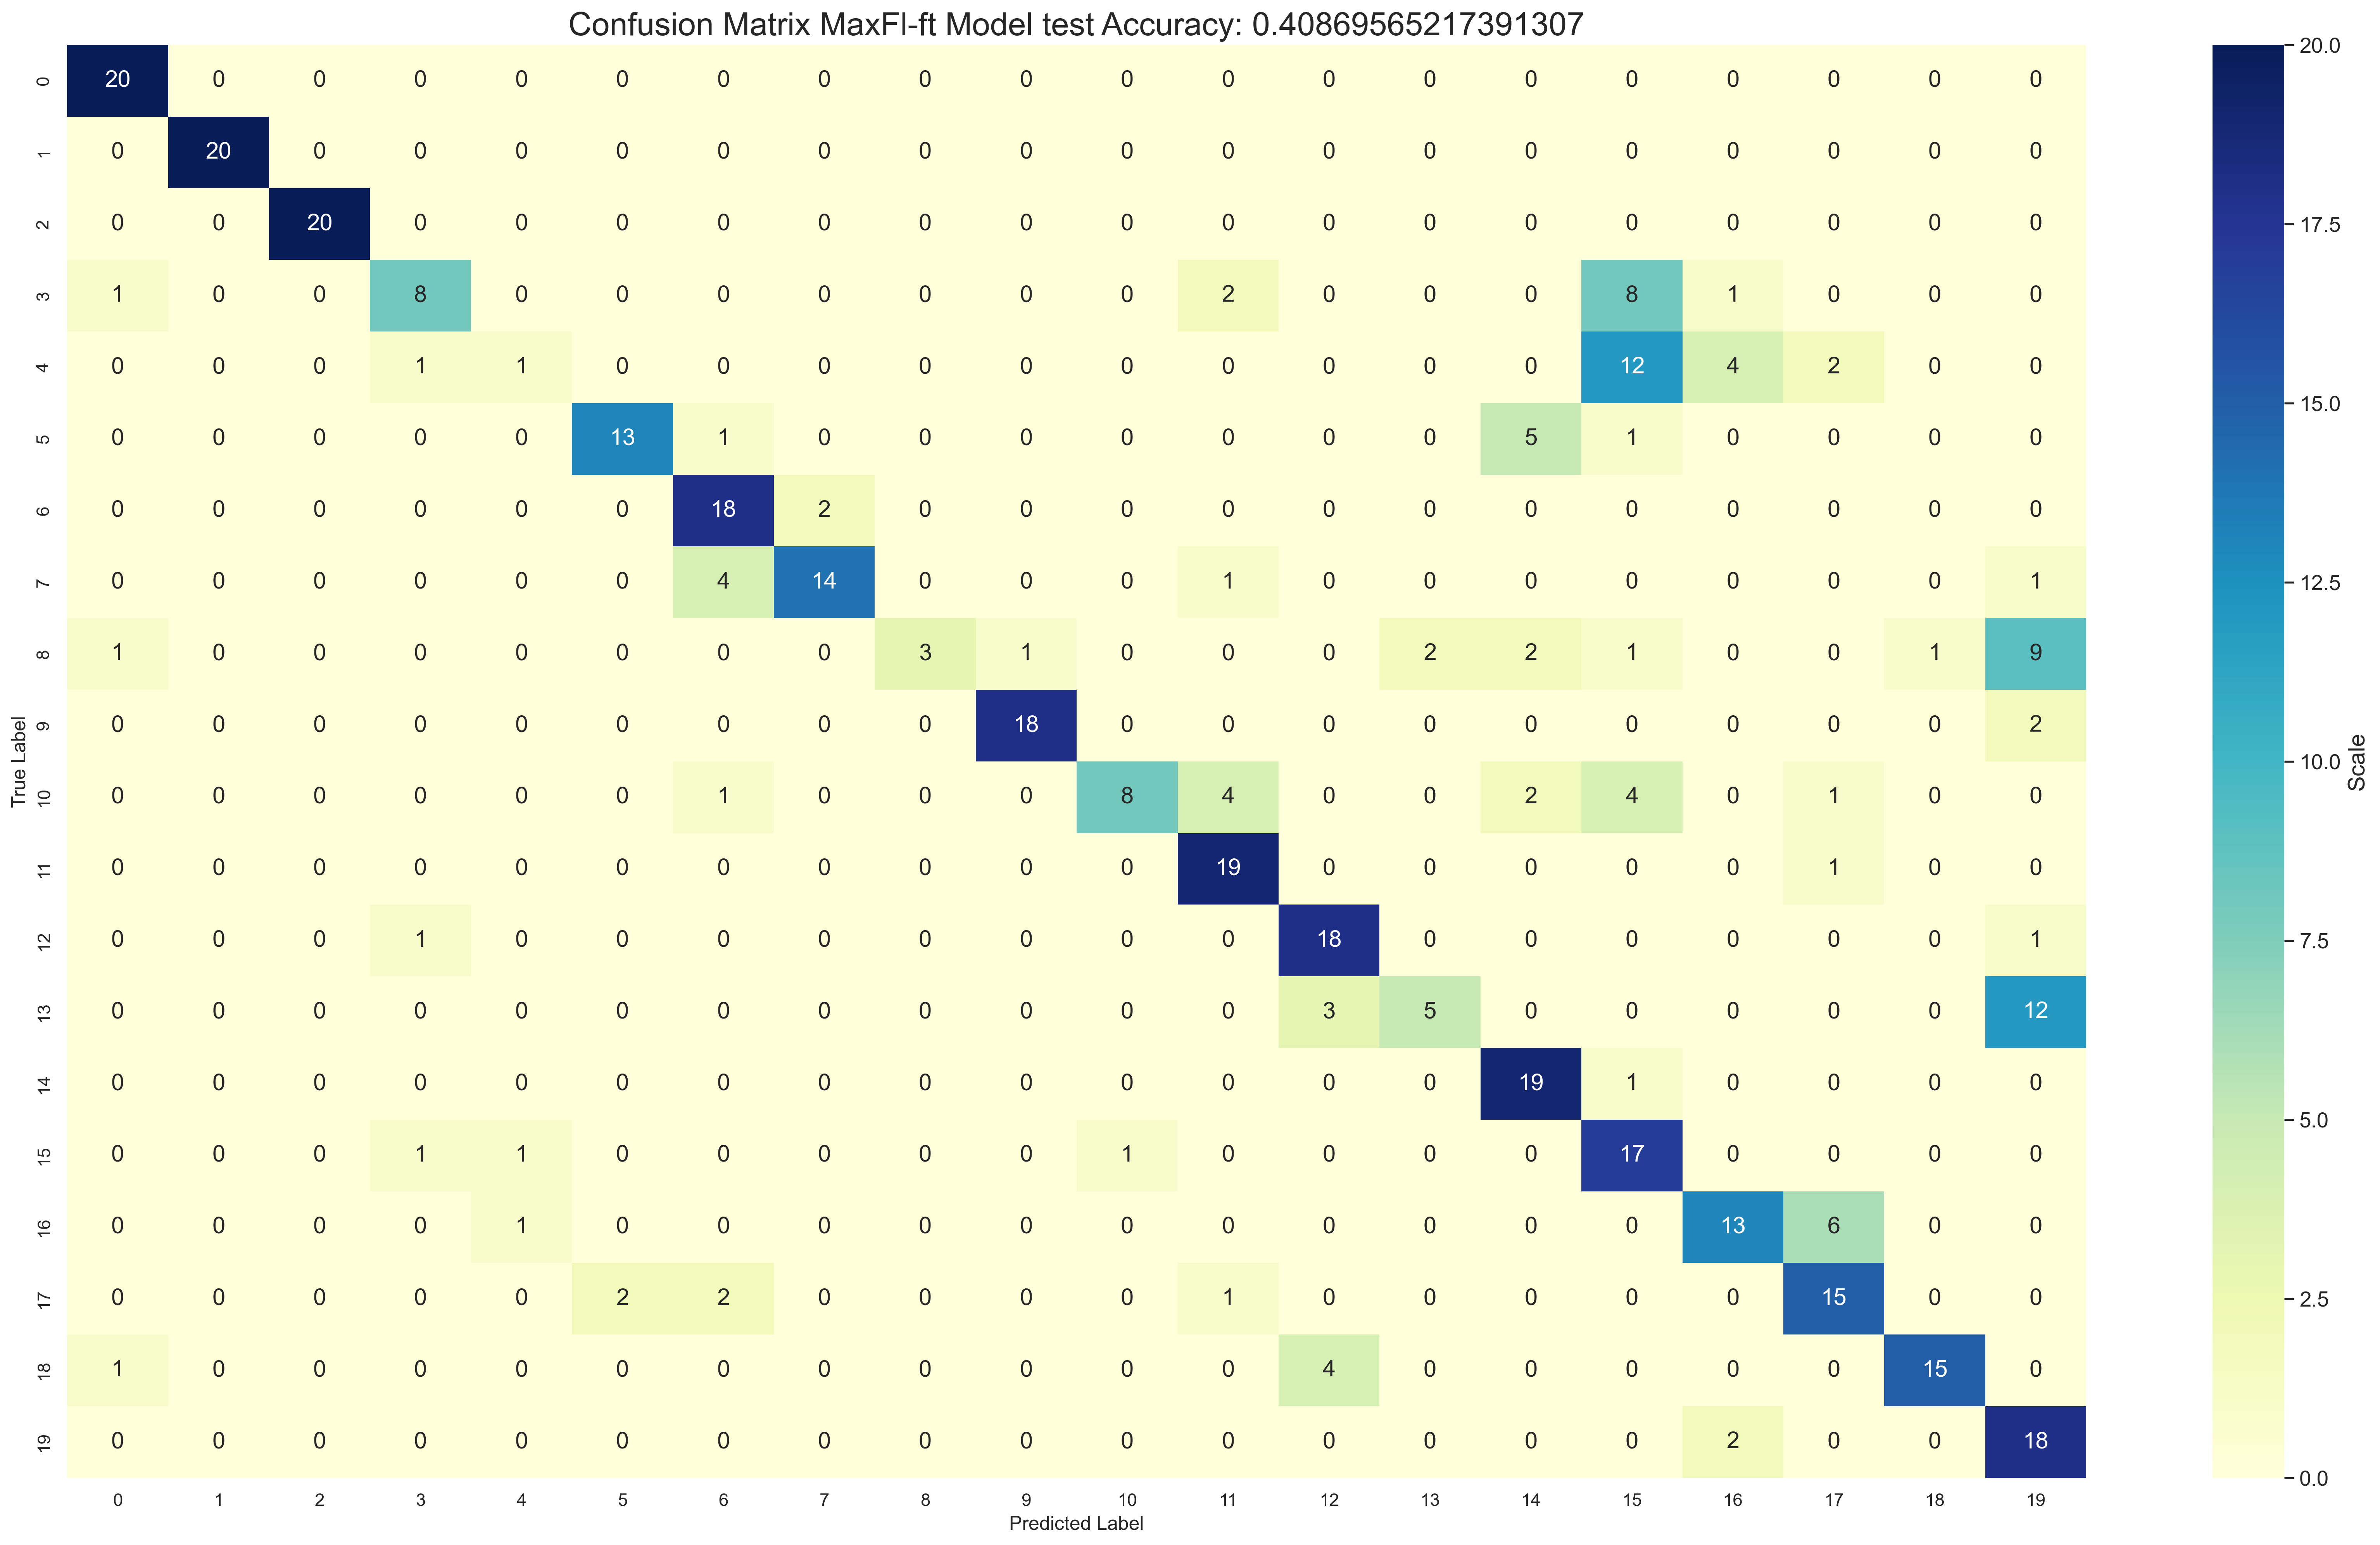 Confusion Matrix MaxFl-ft Model test Accuracy: 0.40869565217391307
0 20 0 0 0 0 0 0 0 0 0 0 0 0 0 0 0 0 0 0 0
1 0 20 0 0 0 0 0 0 0 0 0 0 0 0 0 0 0 0 0 0
2 0 0 20 0 0 0 0 0 0 0 0 0 0 0 0 0 0 0 0 0
3 1 0 0 8 0 0 0 0 0 0 0 2 0 0 0 8 1 0 0 0
4 0 0 0 1 1 0 0 0 0 0 0 0 0 0 0 12 4 2 0 0
5 0 0 0 0 0 13 1 0 0 0 0 0 0 0 5 1 0 0 0 0
6 0 0 0 0 0 0 18 2 0 0 0 0 0 0 0 0 0 0 0 0
7 0 0 0 0 0 0 4 14 0 0 0 1 0 0 0 0 0 0 0 1
8 1 0 0 0 0 0 0 0 3 1 0 0 0 2 2 1 0 0 1 9
9 0 0 0 0 0 0 0 0 0 18 0 0 0 0 0 0 0 0 0 2
10 0 0 0 0 0 0 1 0 0 0 8 4 0 0 2 4 0 1 0 0
11 0 0 0 0 0 0 0 0 0 0 0 19 0 0 0 0 0 1 0 0
12 0 0 0 1 0 0 0 0 0 0 0 0 18 0 0 0 0 0 0 1
13 0 0 0 0 0 0 0 0 0 0 0 0 3 5 0 0 0 0 0 12
14 0 0 0 0 0 0 0 0 0 0 0 0 0 0 19 1 0 0 0 0
15 0 0 0 1 1 0 0 0 0 0 1 0 0 0 0 17 0 0 0 0
16 0 0 0 0 1 0 0 0 0 0 0 0 0 0 0 0 13 6 0 0
17 0 0 0 0 0 2 2 0 0 0 0 1 0 0 0 0 0 15 0 0
18 1 0 0 0 0 0 0 0 0 0 0 0 4 0 0 0 0 0 15 0
19 0 0 0 0 0 0 0 0 0 0 0 0 0 0 0 0 2 0 0 18
0 1 2 3 4 5 6 7 8 9 10 11 12 13 14 15 16 17 18 19
Predicted Label
True Label
20.0
17.5
15.0
12.5
10.0
7.5
5.0
2.5
0.0
Scale